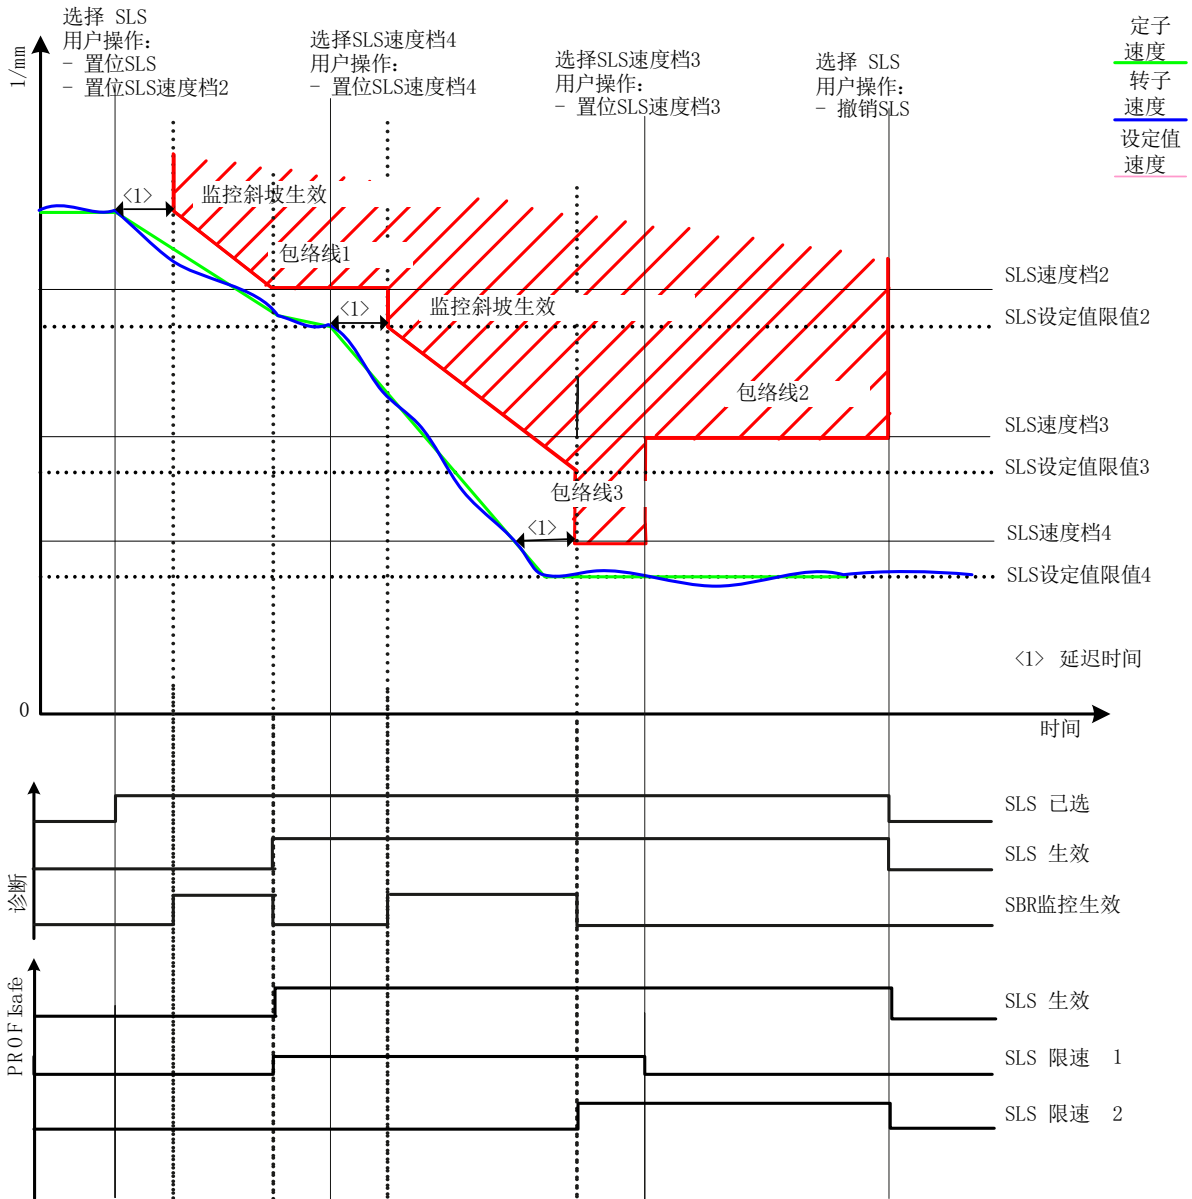 选择 SLS
用户操作：
- 置位SLS
- 置位SLS速度档2
选择SLS速度档4
用户操作：
- 置位SLS速度档4
选择SLS速度档3
用户操作：
- 置位SLS速度档3
选择 SLS
用户操作：
- 撤销SLS
定子
速度
转子
速度
设定值
速度
1/mm
<1>
监控斜坡生效
包络线1
<1>
监控斜坡生效
包络线2
包络线3
<1>
SLS速度档2
SLS设定值限值2
SLS速度档3
SLS设定值限值3
SLS速度档4
SLS设定值限值4
<1> 延迟时间
0
时间
诊断
SLS 已选
SLS 生效
SBR监控生效
PROFIsafe
SLS 生效
SLS 限速 1
SLS 限速 2